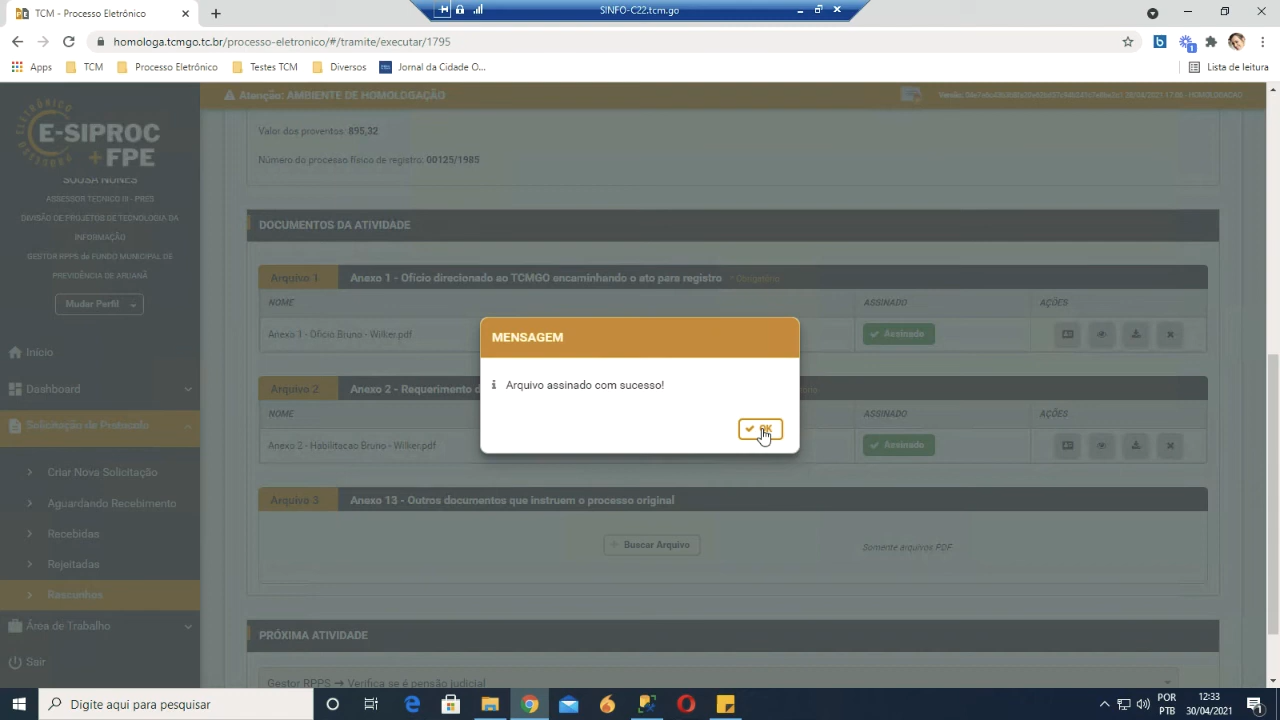 TCM - Processo Eletrônico
SINFO-C22.tcm.go
homologa.tcmgo.tc.br/processo-eletronico/#/tramite/executar/1795
Apps TCM Processo Eletrônico Testes TCM Diversos Jornal da Cidade O... Lista de leitura
Atenção: AMBIENTE DE HOMOLOGAÇÃO
ELETRÔNICO
PROCESSO
E-SIPROC
+FPE
SOUSA NUNES
ASSESSOR TECNICO III - PRES
DIVISÃO DE PROJETOS DE TECNOLOGIA DA
INFORMAÇÃO
GESTOR RPPS do FUNDO MUNICIPAL DE
PREVIDÊNCIA DE ARUANÃ
Mudar Perfil
Início
Dashboard
Solicitação de Protocolo
Criar Nova Solicitação
Aguardando Recebimento
Recebidas
Rejeitadas
Rascunhos
Área de Trabalho
Sair
Valor dos proventos: 895,32
Número do processo físico de registro: 00125/1985
DOCUMENTOS DA ATIVIDADE
Arquivo 1 Anexo 1 - Ofício direcionado ao TCMGO encaminhando o ato para registro * Obrigatório
NOME ASSINADO AÇÕES
Anexo 1 - Oficio Bruno - Wilker.pdf Assinado
Arquivo 2 Anexo 2 - Requerimento
NOME ASSINADO AÇÕES
Anexo 2 - Habilitacao Bruno - Wilker.pdf Assinado
Arquivo 3 Anexo 13 - Outros documentos que instruem o processo original
Buscar Arquivo Somente arquivos PDF
PRÓXIMA ATIVIDADE
Gestor RPPS → Verifica se é pensão judicial
MENSAGEM
Arquivo assinado com sucesso!
OK
Digite aqui para pesquisar
POR
PTB
12:33
30/04/2021